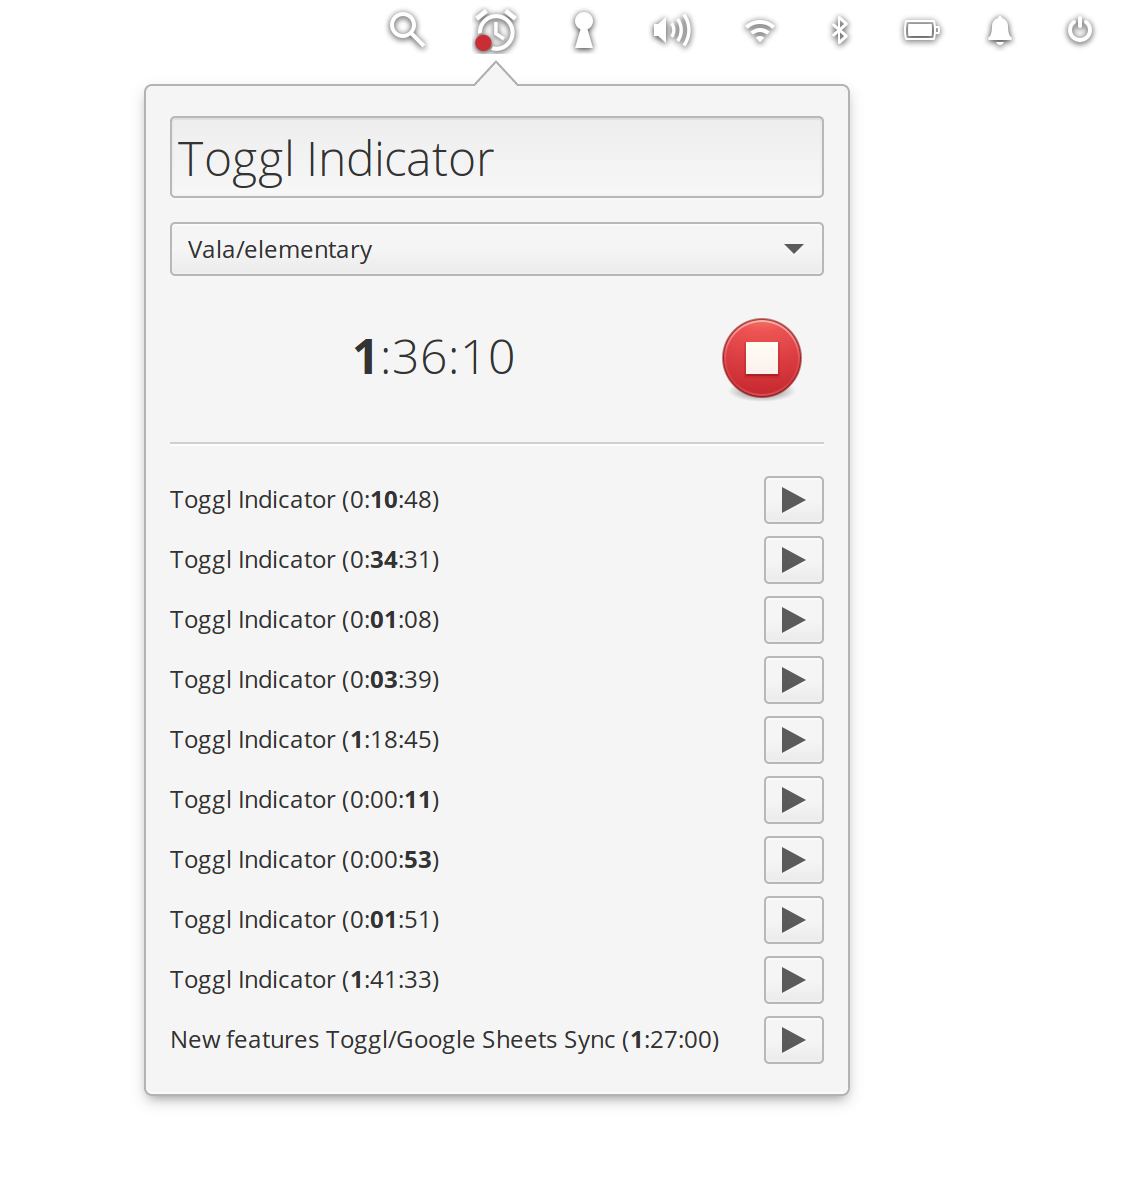 Toggl Indicator
Vala/elementary
1:36:10
Toggl Indicator (0:10:48)
Toggl Indicator (0:34:31)
Toggl Indicator (0:01:08)
Toggl Indicator (0:03:39)
Toggl Indicator (1:18:45)
Toggl Indicator (0:00:11)
Toggl Indicator (0:00:53)
Toggl Indicator (0:01:51)
Toggl Indicator (1:41:33)
New features Toggl/Google Sheets Sync (1:27:00)